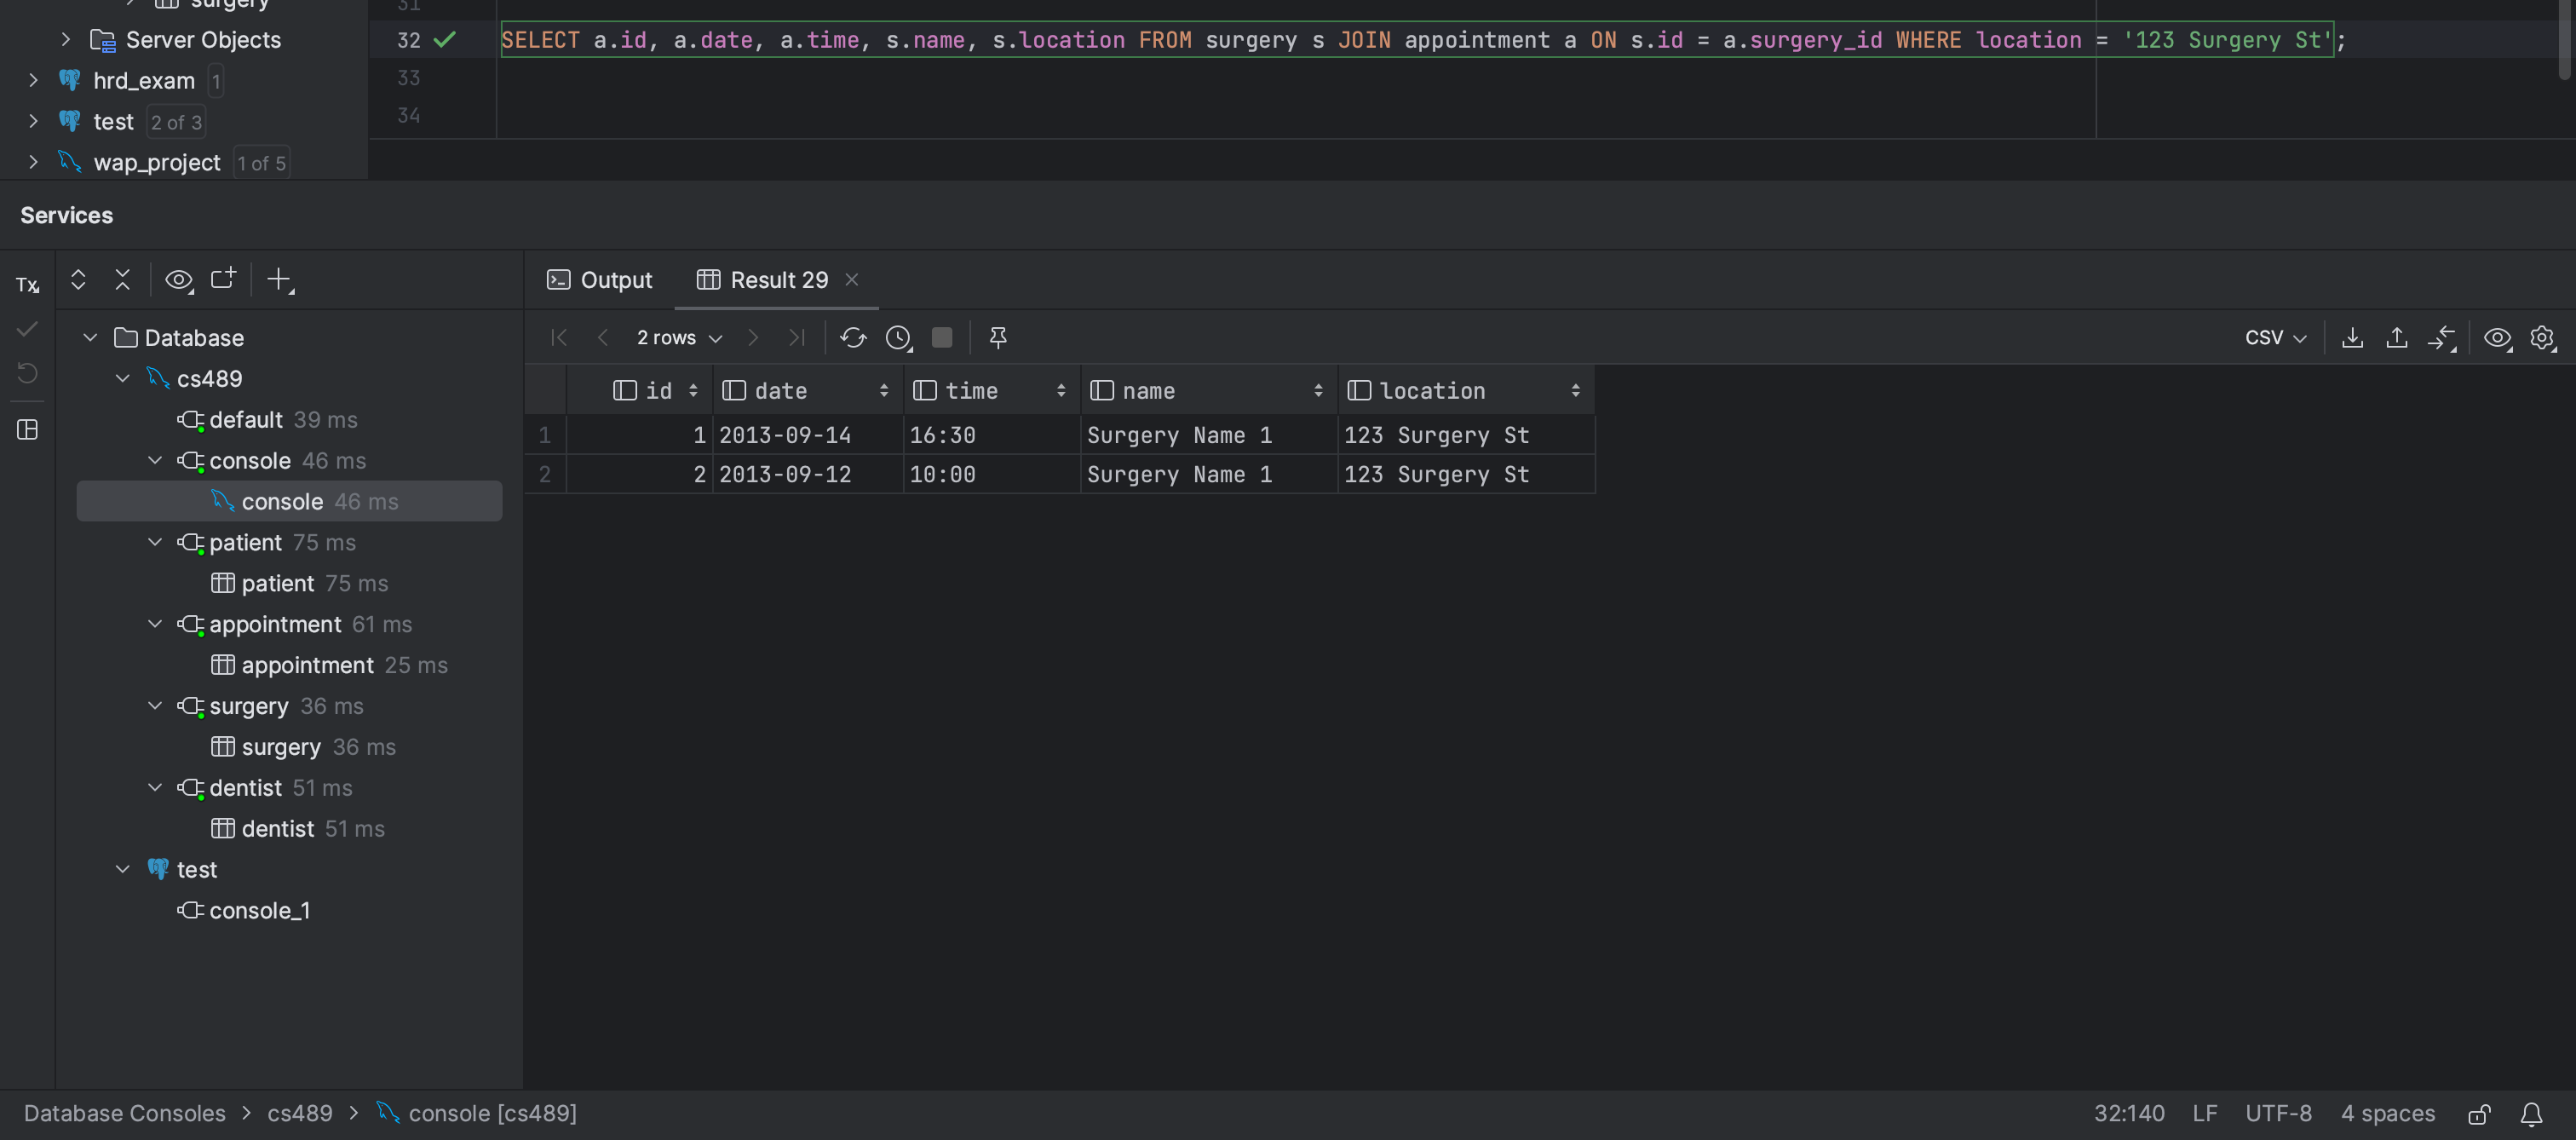 surgery
Server Objects
hrd_exam 1
test 2 of 3
wap_project 1 of 5
31
32 SELECT a.id, a.date, a.time, s.name, s.location FROM surgery s JOIN appointment a ON s.id = a.surgery_id WHERE location = '123 Surgery St';
33
34
Services
Tx
Database
cs489
default 39 ms
console 46 ms
console 46 ms
patient 75 ms
patient 75 ms
appointment 61 ms
appointment 25 ms
surgery 36 ms
surgery 36 ms
dentist 51 ms
dentist 51 ms
test
console_1
Output Result 29
2 rows CSV
id date time name location
1 1 2013-09-14 16:30 Surgery Name 1 123 Surgery St
2 2 2013-09-12 10:00 Surgery Name 1 123 Surgery St
Database Consoles cs489 console [cs489] 32:140 LF UTF-8 4 spaces